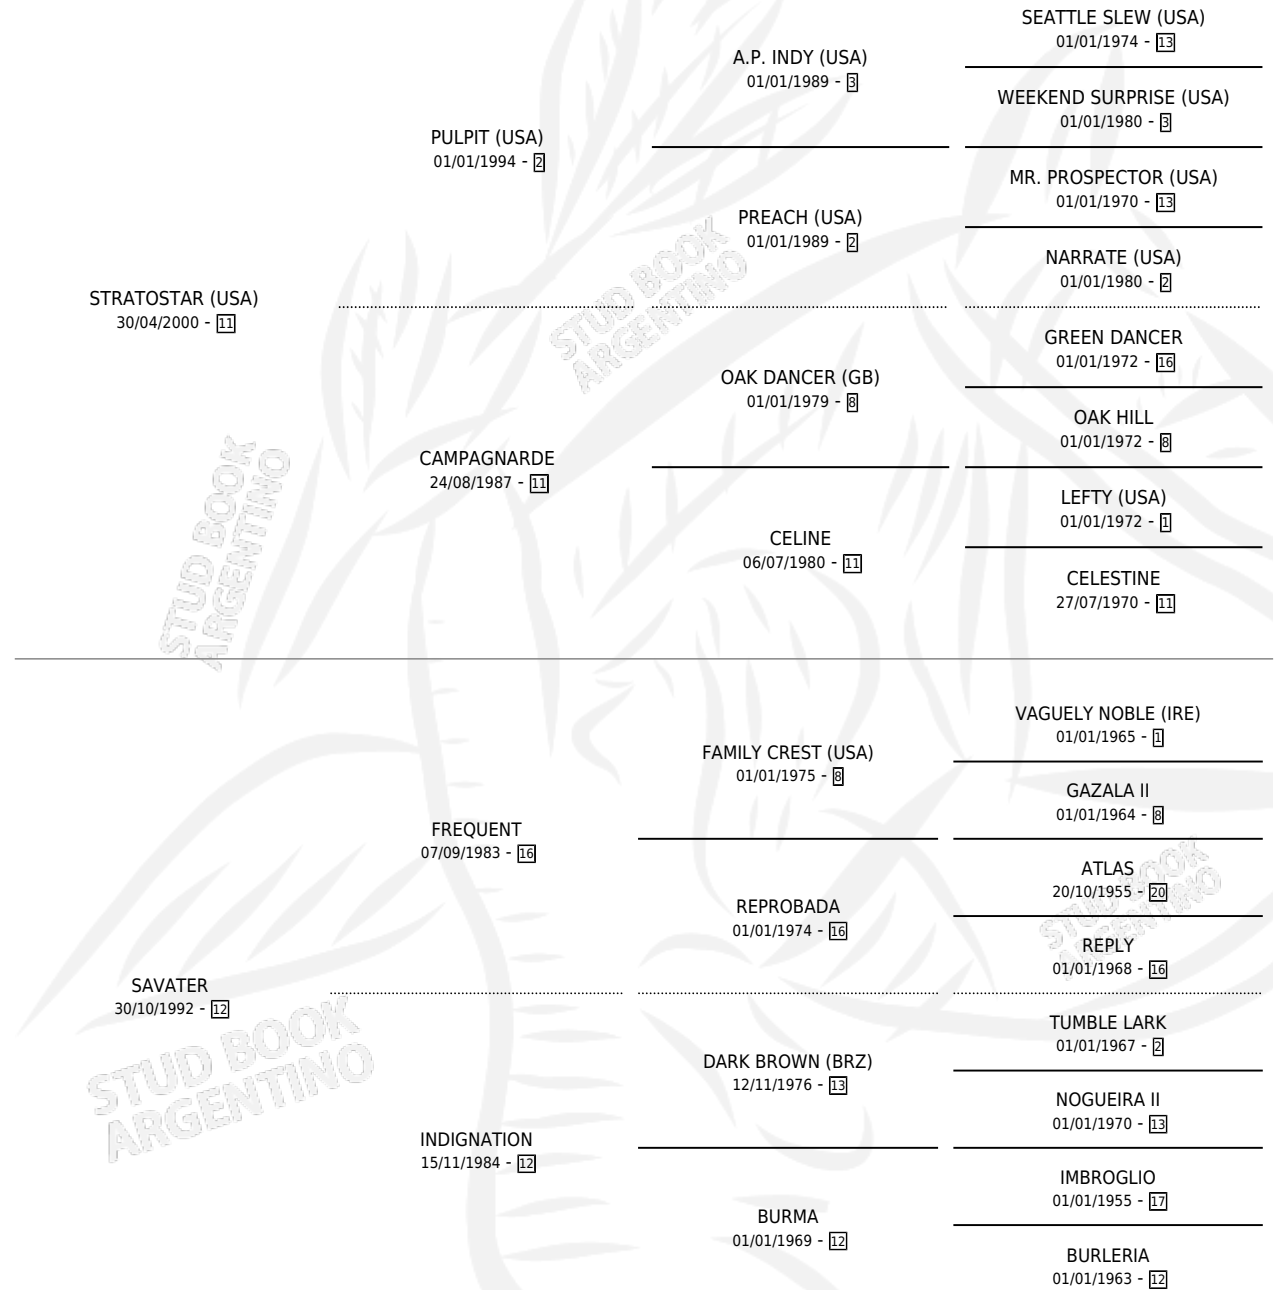 SEATTLE SLEW (USA)
01/01/1974 - 13
A.P. INDY (USA)
01/01/1989 - 3
WEEKEND SURPRISE (USA)
01/01/1980 - 3
PULPIT (USA)
01/01/1994 - 2
MR. PROSPECTOR (USA)
01/01/1970 - 13
PREACH (USA)
01/01/1989 - 2
NARRATE (USA)
01/01/1980 - 2
STRATOSTAR (USA)
30/04/2000 - 11
GREEN DANCER
01/01/1972 - 16
OAK DANCER (GB)
01/01/1979 - 8
OAK HILL
01/01/1972 - 8
CAMPAGNARDE
24/08/1987 - 11
LEFTY (USA)
01/01/1972 - 1
CELINE
06/07/1980 - 11
CELESTINE
27/07/1970 - 11
VAGUELY NOBLE (IRE)
01/01/1965 - 1
FAMILY CREST (USA)
01/01/1975 - 8
GAZALA II
01/01/1964 - 8
FREQUENT
07/09/1983 - 16
ATLAS
20/10/1955 - 20
REPROBADA
01/01/1974 - 16
REPLY
01/01/1968 - 16
SAVATER
30/10/1992 - 12
TUMBLE LARK
01/01/1967 - 2
DARK BROWN (BRZ)
12/11/1976 - 13
NOGUEIRA II
01/01/1970 - 13
INDIGNATION
15/11/1984 - 12
IMBROGLIO
01/01/1955 - 17
BURMA
01/01/1969 - 12
BURLERIA
01/01/1963 - 12
STUD BOOK
ARGENTINO
STUD BOOK
ARGENTINO
STUD BOOK
ARGENTINO
STUD BOOK
ARGENTINO